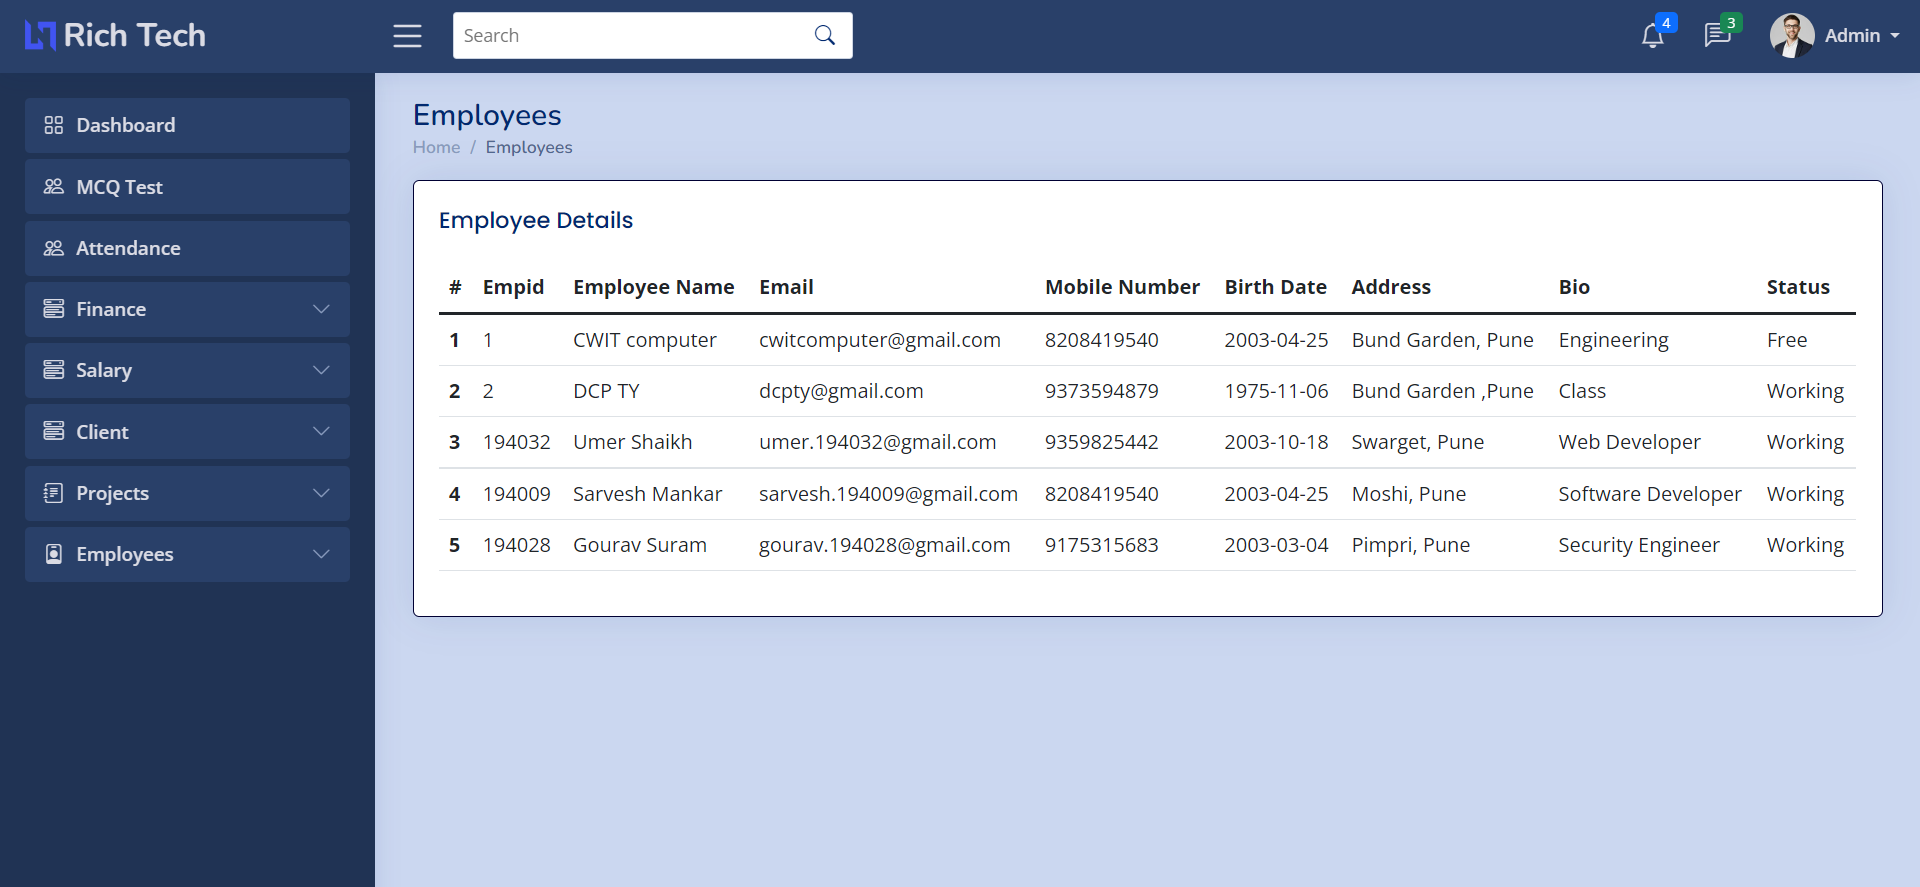 Rich Tech
Search
4
3
Admin
Dashboard
MCQ Test
Attendance
Finance
Salary
Client
Projects
Employees
Employees
Home / Employees
Employee Details
# Empid Employee Name Email Mobile Number Birth Date Address Bio Status
1 1 CWIT computer cwitcomputer@gmail.com 8208419540 2003-04-25 Bund Garden, Pune Engineering Free
2 2 DCP TY dcpty@gmail.com 9373594879 1975-11-06 Bund Garden ,Pune Class Working
3 194032 Umer Shaikh umer.194032@gmail.com 9359825442 2003-10-18 Swarget, Pune Web Developer Working
4 194009 Sarvesh Mankar sarvesh.194009@gmail.com 8208419540 2003-04-25 Moshi, Pune Software Developer Working
5 194028 Gourav Suram gourav.194028@gmail.com 9175315683 2003-03-04 Pimpri, Pune Security Engineer Working